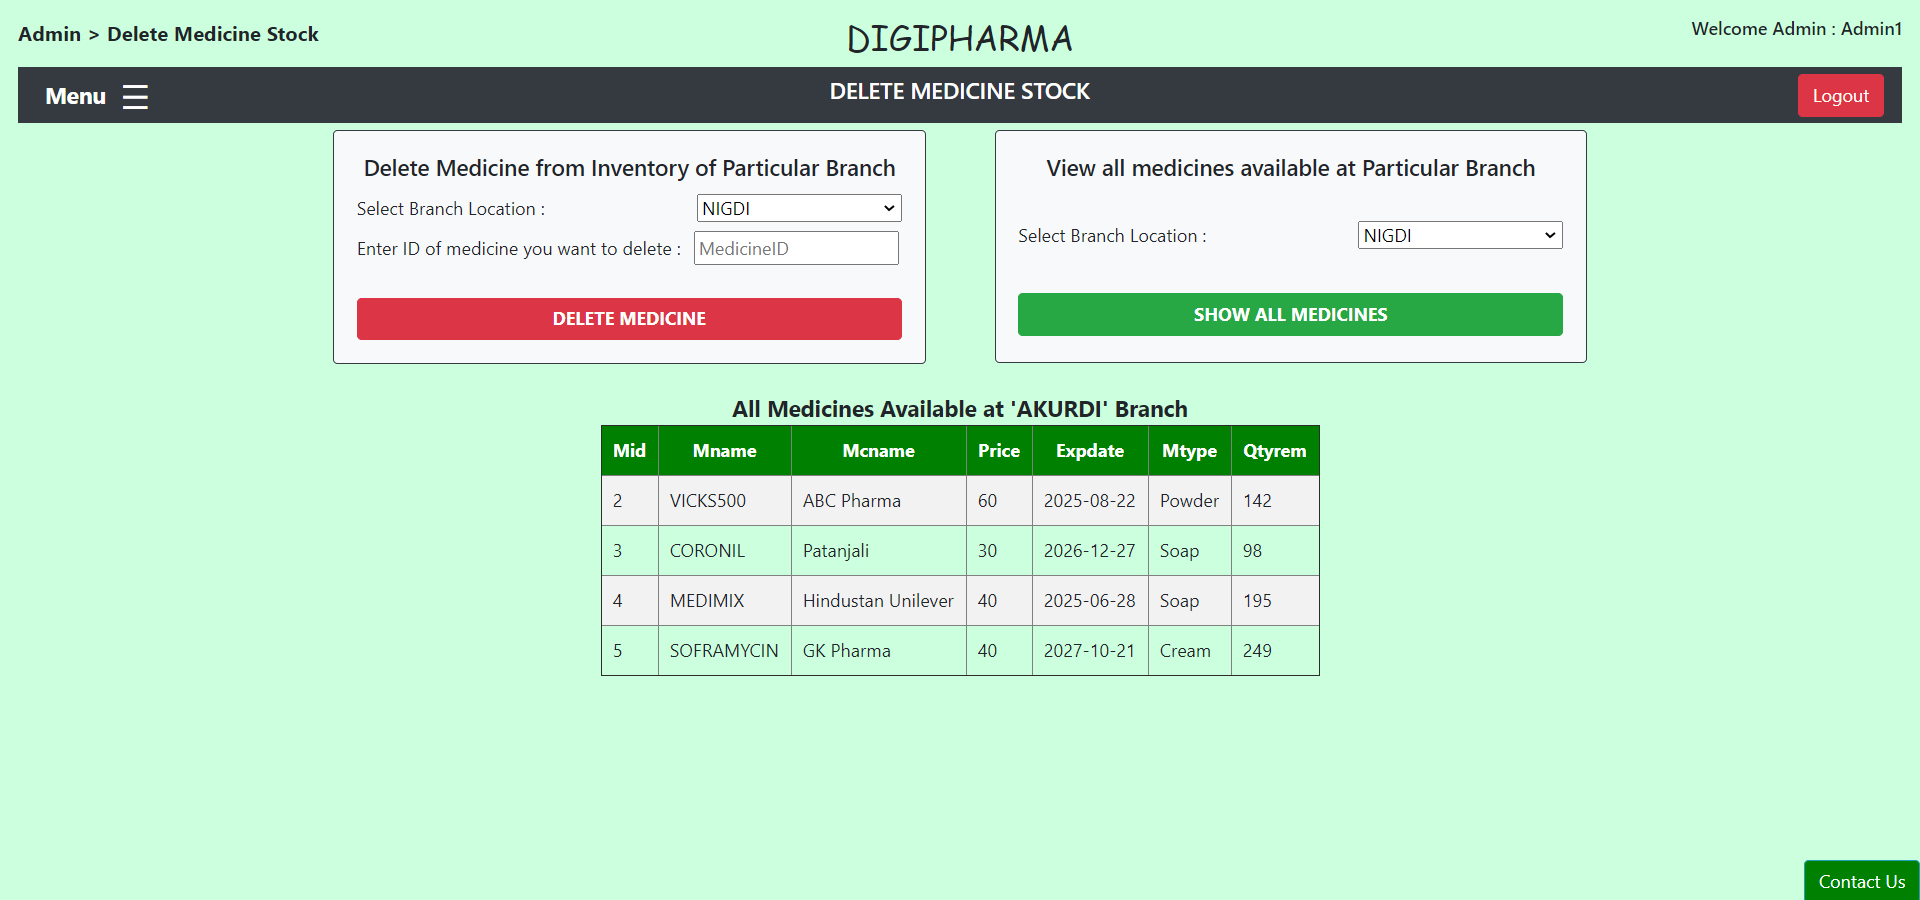 Admin > Delete Medicine Stock
DIGIPHARMA
Welcome Admin : Admin1
Menu
DELETE MEDICINE STOCK
Logout
Delete Medicine from Inventory of Particular Branch
Select Branch Location : NIGDI
Enter ID of medicine you want to delete : MedicineID
DELETE MEDICINE
View all medicines available at Particular Branch
Select Branch Location : NIGDI
SHOW ALL MEDICINES
All Medicines Available at 'AKURDI' Branch
Mid Mname Mcname Price Expdate Mtype Qtyrem
2 VICKS500 ABC Pharma 60 2025-08-22 Powder 142
3 CORONIL Patanjali 30 2026-12-27 Soap 98
4 MEDIMIX Hindustan Unilever 40 2025-06-28 Soap 195
5 SOFRAMYCIN GK Pharma 40 2027-10-21 Cream 249
Contact Us